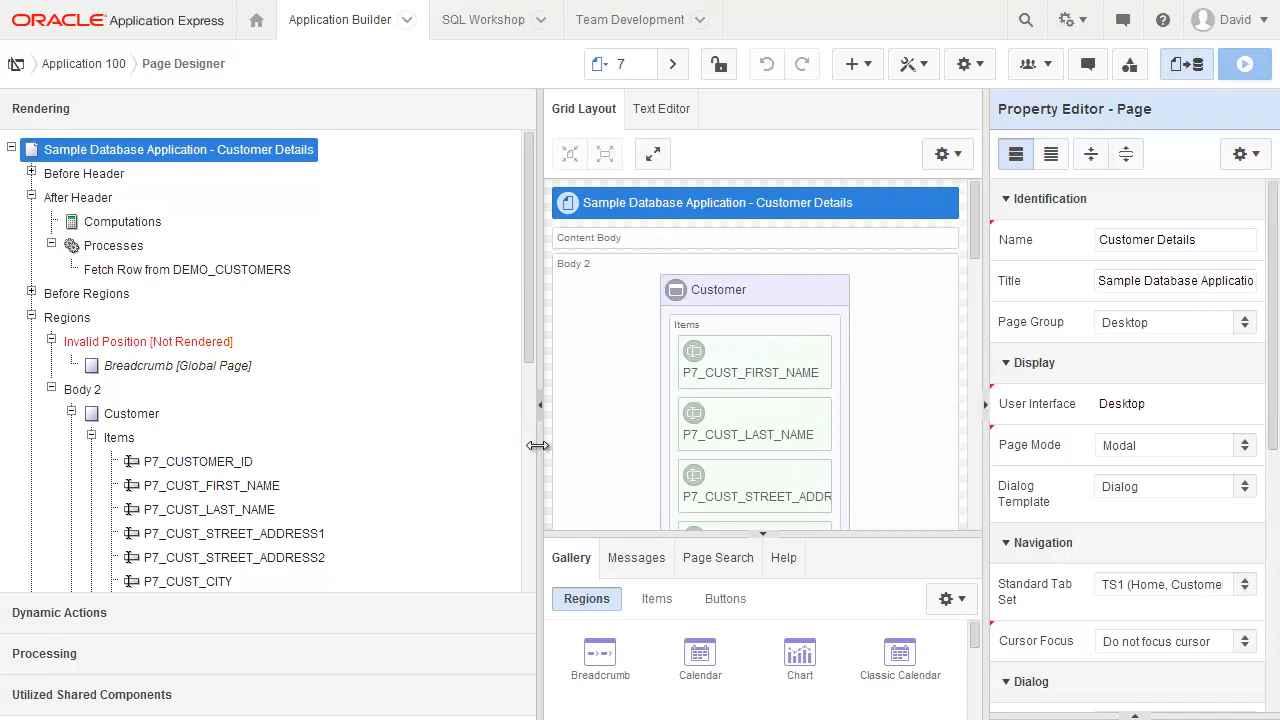 ORACLE Application Express
Application Builder
SQL Workshop
Team Development
David
Application 100
Page Designer
7
Rendering
Sample Database Application - Customer Details
Before Header
After Header
Computations
Processes
Fetch Row from DEMO_CUSTOMERS
Before Regions
Regions
Invalid Position [Not Rendered]
Breadcrumb [Global Page]
Body 2
Customer
Items
P7_CUSTOMER_ID
P7_CUST_FIRST_NAME
P7_CUST_LAST_NAME
P7_CUST_STREET_ADDRESS1
P7_CUST_STREET_ADDRESS2
P7_CUST_CITY
Dynamic Actions
Processing
Utilized Shared Components
Grid Layout
Text Editor
Sample Database Application - Customer Details
Content Body
Body 2
Customer
Items
P7_CUST_FIRST_NAME
P7_CUST_LAST_NAME
P7_CUST_STREET_ADDR
Gallery
Messages
Page Search
Help
Regions
Items
Buttons
Breadcrumb
Calendar
Chart
Classic Calendar
Property Editor - Page
Identification
Name
Customer Details
Title
Sample Database Applicatio
Page Group
Desktop
Display
User Interface
Desktop
Page Mode
Modal
Dialog
Template
Dialog
Navigation
Standard Tab
Set
TS1 (Home, Custome
Cursor Focus
Do not focus cursor
Dialog